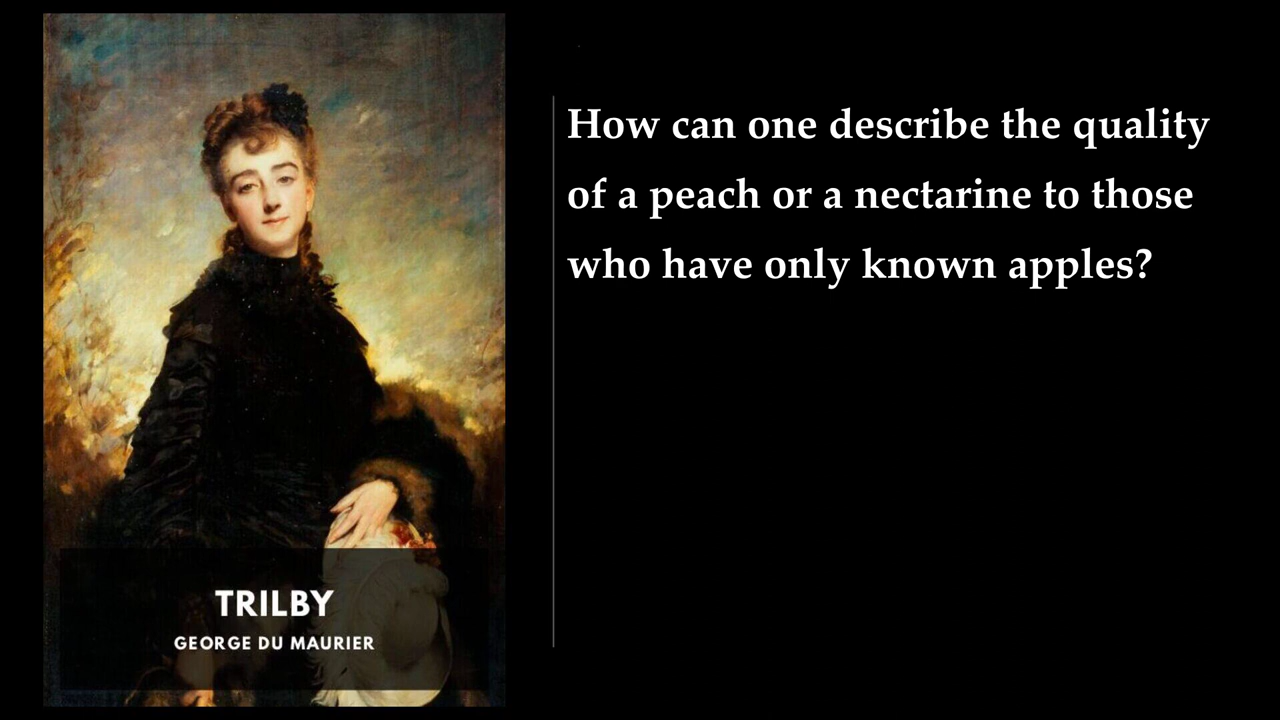 TRILBY
GEORGE DU MAURIER
How can one describe the quality
of a peach or a nectarine to those
who have only known apples?